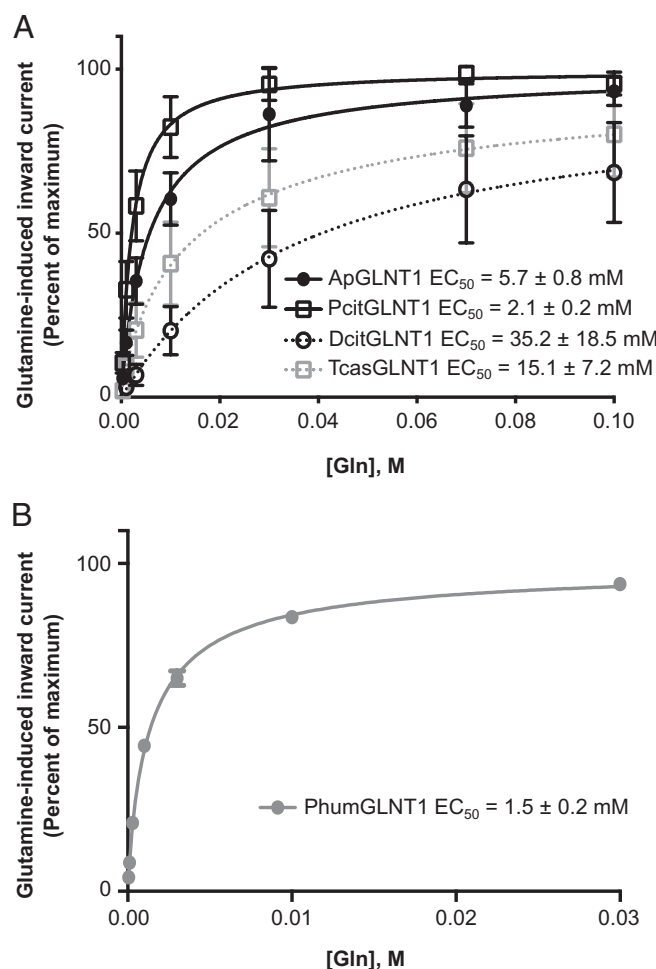 A
Glutamine-induced inward current
(Percent of maximum)
100
50
0
ApGLNT1 EC₅₀ = 5.7 ± 0.8 mM
PcitGLNT1 EC₅₀ = 2.1 ± 0.2 mM
DcitGLNT1 EC₅₀ = 35.2 ± 18.5 mM
TcasGLNT1 EC₅₀ = 15.1 ± 7.2 mM
0.00 0.02 0.04 0.06 0.08 0.10
[Gln], M
B
Glutamine-induced inward current
(Percent of maximum)
100
50
0
PhumGLNT1 EC₅₀ = 1.5 ± 0.2 mM
0.00 0.01 0.02 0.03
[Gln], M